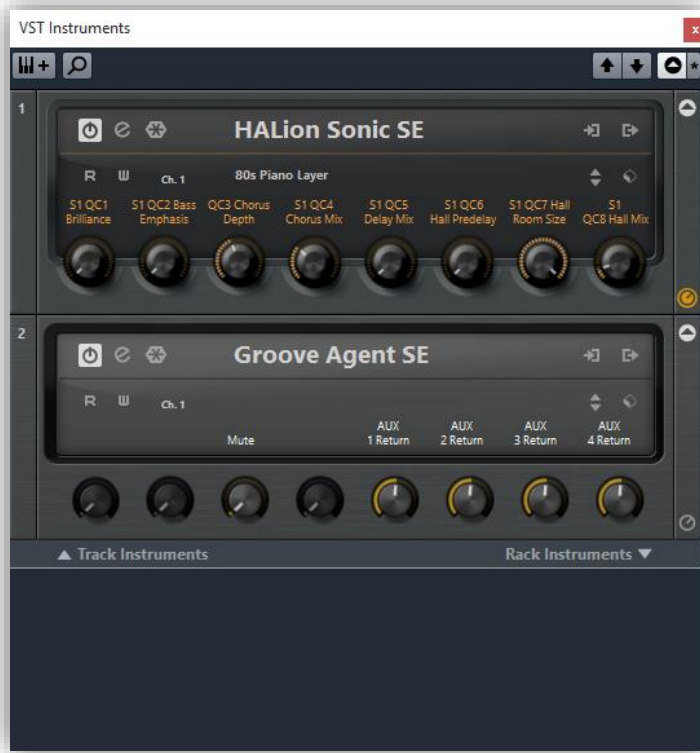 VST Instruments
x
+
*
1
HALion Sonic SE
R W Ch. 1 80s Piano Layer
S1 QC1 S1 QC2 Bass QC3 Chorus S1 QC4 S1 QC5 S1 QC6 S1 QC7 Hall S1
Brilliance Emphasis Depth Chorus Mix Delay Mix Hall Predelay Room Size QC8 Hall Mix
2
Groove Agent SE
R W Ch. 1
AUX AUX AUX AUX
Mute 1 Return 2 Return 3 Return 4 Return
▲ Track Instruments Rack Instruments ▼